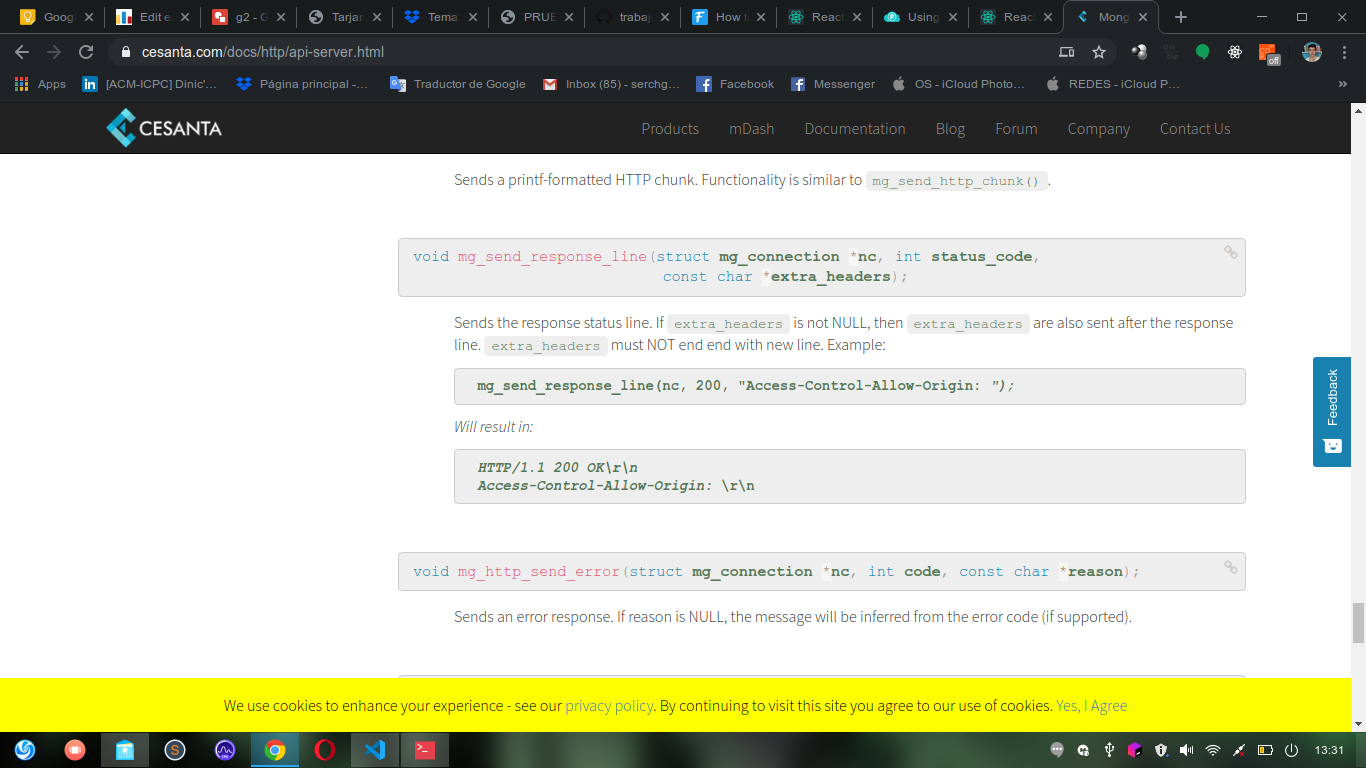 Googl
Edit e
g2 - G
Tarjan
Tema
PRUE
trabaj
How t
React
Using
React
Mong
cesanta.com/docs/http/api-server.html
Apps
[ACM-ICPC] Dinic'...
Página principal -...
Traductor de Google
Inbox (85) - serchg...
Facebook
Messenger
OS - iCloud Photo...
REDES - iCloud P...
»
off
CESANTA
Products
mDash
Documentation
Blog
Forum
Company
Contact Us
Sends a printf-formatted HTTP chunk. Functionality is similar to mg_send_http_chunk() .
void mg_send_response_line(struct mg_connection *nc, int status_code,
const char *extra_headers);
Sends the response status line. If extra_headers is not NULL, then extra_headers are also sent after the response
line. extra_headers must NOT end end with new line. Example:
mg_send_response_line(nc, 200, "Access-Control-Allow-Origin: ");
Will result in:
HTTP/1.1 200 OK\r\n
Access-Control-Allow-Origin: \r\n
void mg_http_send_error(struct mg_connection *nc, int code, const char *reason);
Sends an error response. If reason is NULL, the message will be inferred from the error code (if supported).
Feedback
We use cookies to enhance your experience - see our privacy policy. By continuing to visit this site you agree to our use of cookies. Yes, I Agree
13:31